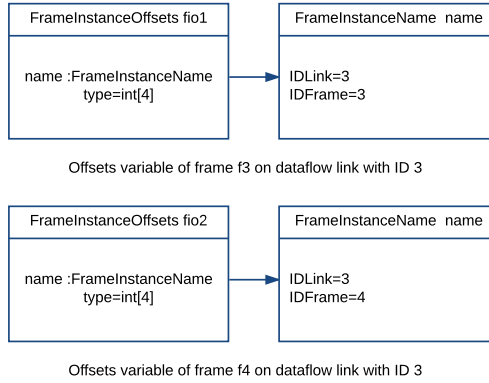 FrameInstanceOffsets fio1
FrameInstanceName name
name :FrameInstanceName
type=int[4]
IDLink=3
IDFrame=3
Offsets variable of frame f3 on dataflow link with ID 3
FrameInstanceOffsets fio2
FrameInstanceName name
name :FrameInstanceName
type=int[4]
IDLink=3
IDFrame=4
Offsets variable of frame f4 on dataflow link with ID 3